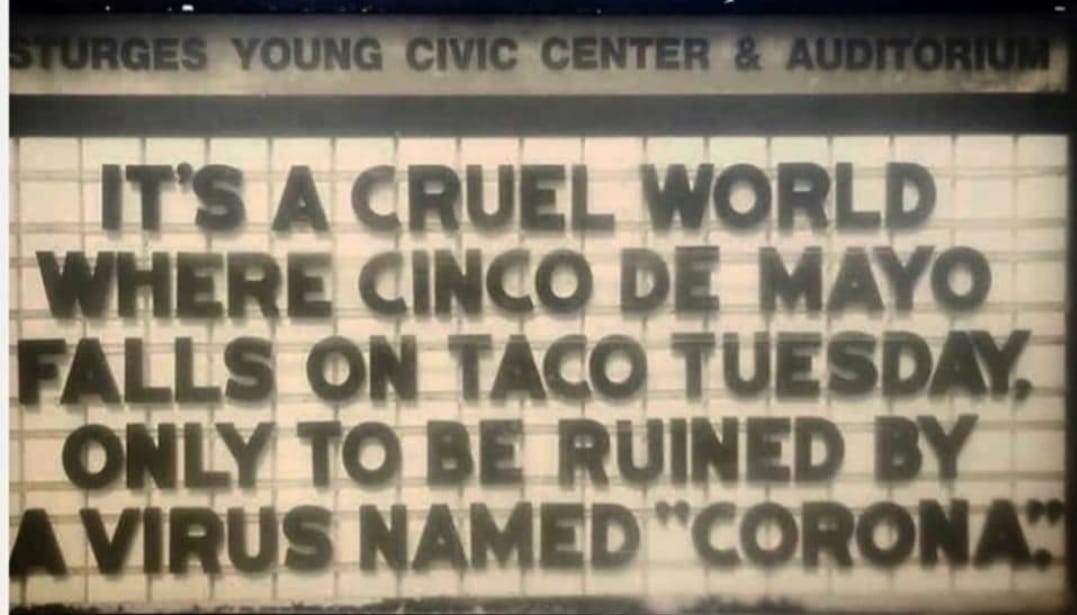 STURGES YOUNG CIVIC CENTER & AUDITORIUM
IT'S A CRUEL WORLD
WHERE CINCO DE MAYO
FALLS ON TACO TUESDAY,
ONLY TO BE RUINED BY
A VIRUS NAMED "CORONA".